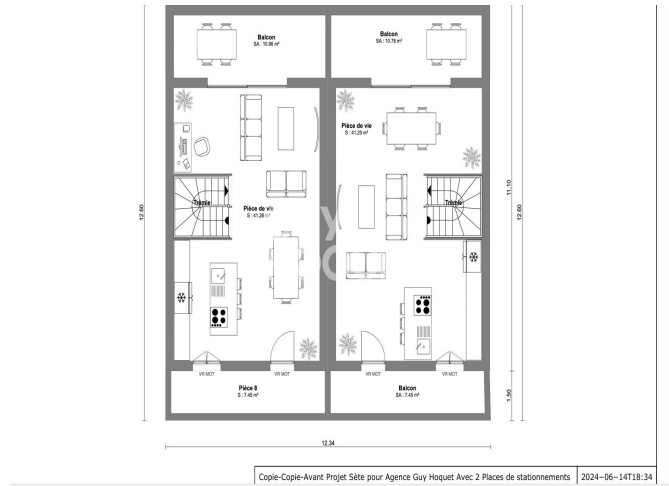 Balcon
SA : 10.86 m²
Balcon
SA : 10.78 m²
Pièce de vie
S : 41.25 m²
Trémie
Trémie
Pièce de vie
S : 41.28 m²
12.60
11.10
12.60
VR MOT
VR MOT
VR MOT
VR MOT
Pièce 8
S : 7.45 m²
Balcon
SA : 7.45 m²
1.50
12.34
Copie-Copie-Avant Projet Sète pour Agence Guy Hoquet Avec 2 Places de stationnements
2024-06-14T18:34